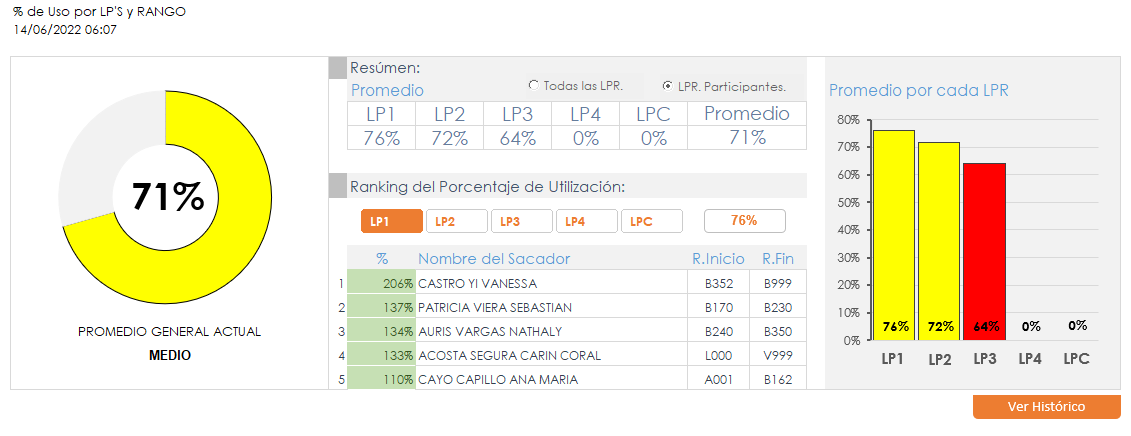 % de Uso por LP'S y RANGO
14/06/2022 06:07
71%
PROMEDIO GENERAL ACTUAL
MEDIO
Resúmen:
Promedio
Todas las LPR.
LPR. Participantes.
LP1 LP2 LP3 LP4 LPC Promedio
76% 72% 64% 0% 0% 71%
Ranking del Porcentaje de Utilización:
LP1 LP2 LP3 LP4 LPC 76%
% Nombre del Sacador R.Inicio R.Fin
1 206% CASTRO YI VANESSA B352 B999
2 137% PATRICIA VIERA SEBASTIAN B170 B230
3 134% AURIS VARGAS NATHALY B240 B350
4 133% ACOSTA SEGURA CARIN CORAL L000 V999
5 110% CAYO CAPILLO ANA MARIA A001 B162
Promedio por cada LPR
80%
70%
60%
50%
40%
30%
20%
10%
0%
76% 72% 64% 0% 0%
LP1 LP2 LP3 LP4 LPC
Ver Histórico